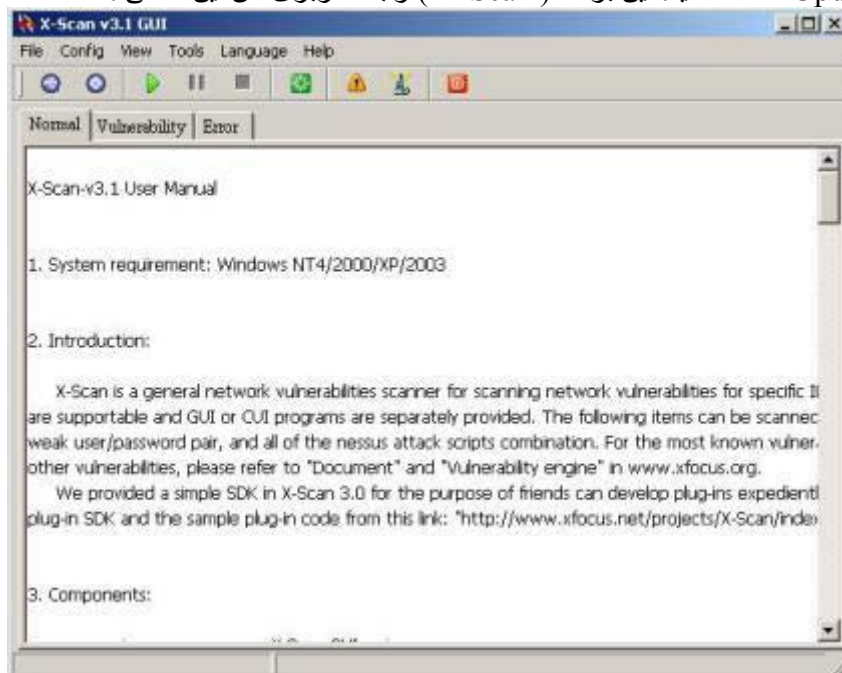 X-Scan v3.1 GUI
File Config View Tools Language Help
Normal Vulnerability Error
X-Scan-v3.1 User Manual
1. System requirement: Windows NT4/2000/XP/2003
2. Introduction:
X-Scan is a general network vulnerabilities scanner for scanning network vulnerabilities for specific
are supportable and GUI or CUI programs are separately provided. The following items can be scanned
weak user/password pair, and all of the nessus attack scripts combination. For the most known vulner
other vulnerabilities, please refer to "Document" and "Vulnerability engine" in www.xfocus.org.
We provided a simple SDK in X-Scan 3.0 for the purpose of friends can develop plug-ins expedientl
plug-in SDK and the sample plug-in code from this link: "http://www.xfocus.net/projects/X-Scan/inde
3. Components: